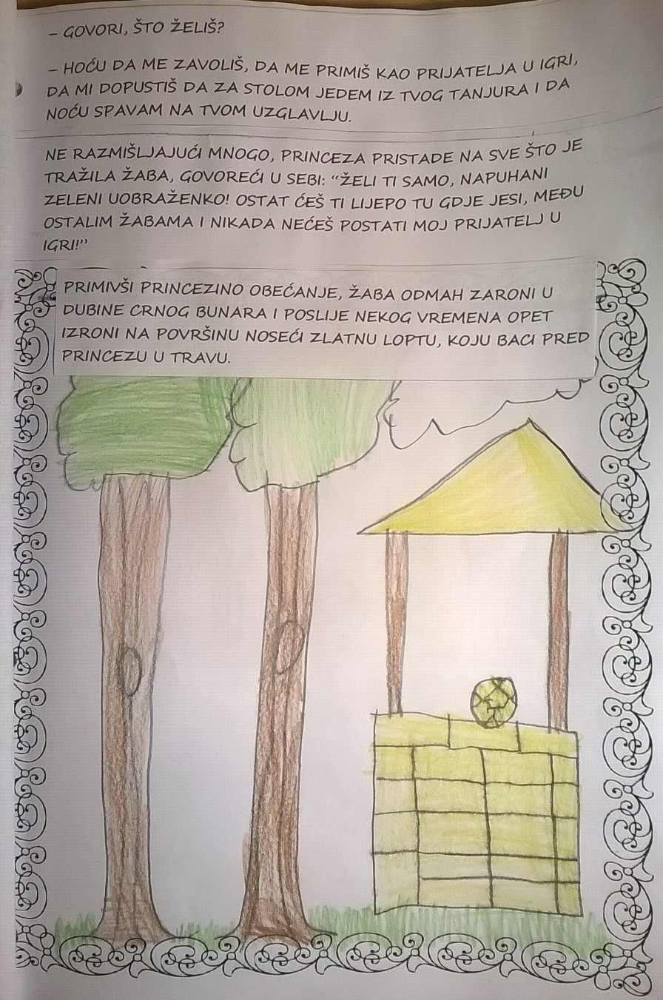 – GOVORI, ŠTO ŽELIŠ?
– HOĆU DA ME ZAVOLIŠ, DA ME PRIMIŠ KAO PRIJATELJA U IGRI,
DA MI DOPUSTIŠ DA ZA STOLOM JEDEM IZ TVOG TANJURA I DA
NOĆU SPAVAM NA TVOM UZGLAVLJU.
NE RAZMIŠLJAJUĆI MNOGO, PRINCEZA PRISTADE NA SVE ŠTO JE
TRAŽILA ŽABA, GOVOREĆI U SEBI: “ŽELI TI SAMO, NAPUHANI
ZELENI UOBRAŽENKO! OSTAT ĆEŠ TI LIJEPO TU GDJE JESI, MEĐU
OSTALIM ŽABAMA I NIKADA NEĆEŠ POSTATI MOJ PRIJATELJ U
IGRI!”
PRIMIVŠI PRINCEZINO OBEĆANJE, ŽABA ODMAH ZARONI U
DUBINE CRNOG BUNARA I POSLIJE NEKOG VREMENA OPET
IZRONI NA POVRŠINU NOSEĆI ZLATNU LOPTU, KOJU BACI PRED
PRINCEZU U TRAVU.